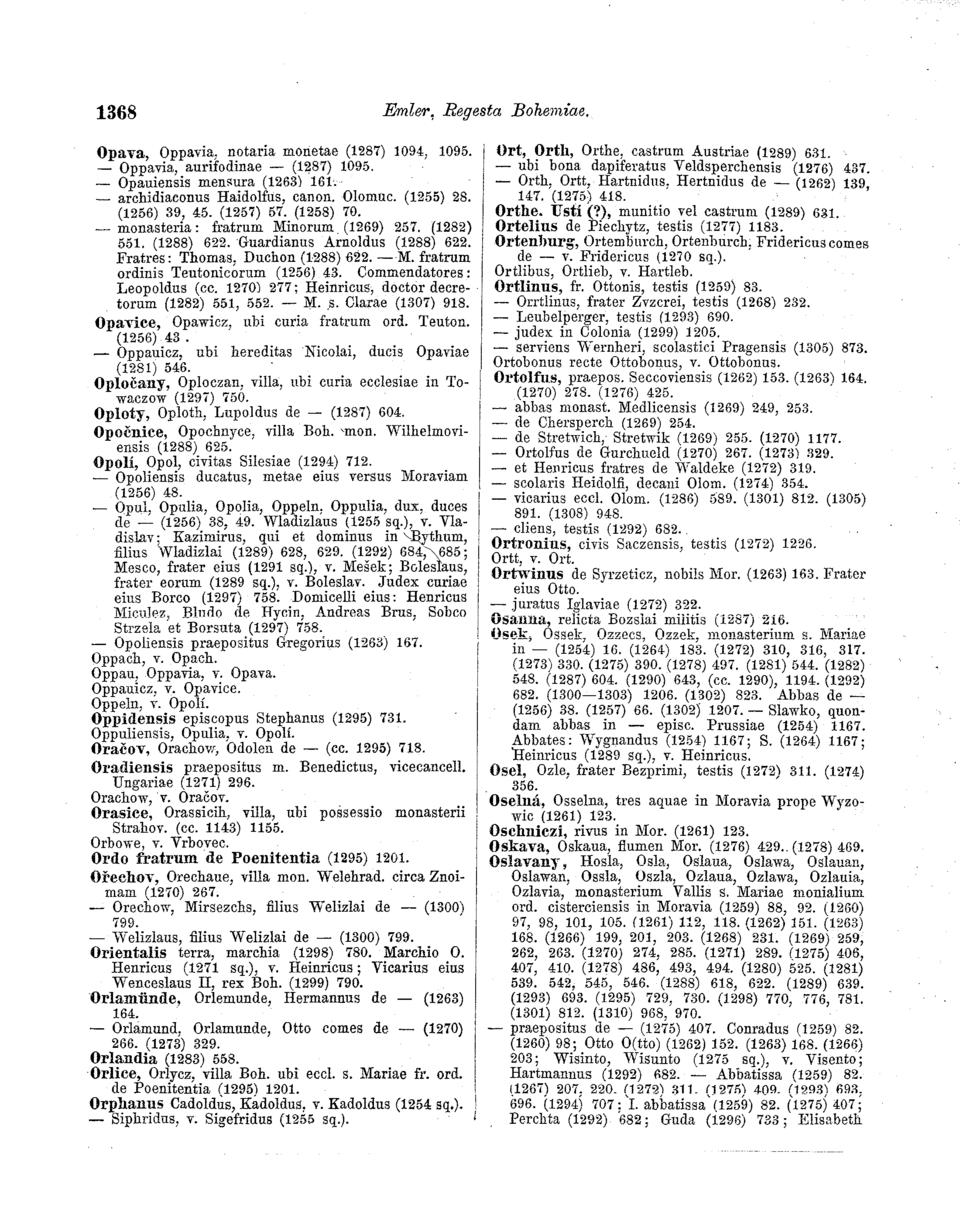 1368
Emler, Regesta Bohemiae.
Opava, Oppavia, notaria monetae (1287) 1094, 1095.
— Oppavia, aurifodinae — (1287) 1095.
— Opauiensis mensura (1263) 161.
— archidiaconus Haidolfus, canon. Olomuc. (1255) 28.
(1256) 39, 45. (1257) 57. (1258) 70.
— monasteria: fratrum Minorum (1269) 257. (1282)
551. (1288) 622. Guardianus Arnoldus (1288) 622.
Fratres: Thomas, Duchon (1288) 622. — M. fratrum
ordinis Teutonicorum (1256) 43. Commendatores:
Leopoldus (cc. 1270) 277; Heinricus, doctor decre-
torum (1282) 551, 552. — M. s. Clarae (1307) 918.
Opavice, Opawicz, ubi curia fratrum ord. Teuton.
(1256) 43 .
— Oppauicz, ubi hereditas Nicolai, ducis Opaviae
(1281) 546.
Opločany, Oploczan, villa, ubi curia ecclesiae in To-
waczow (1297) 750.
Oploty, Oploth, Lupoldus de — (1287) 604.
Opočnice, Opochnyce, villa Boh. mon. Wilhelmovi-
ensis (1288) 625.
Opolí, Opol, civitas Silesiae (1294) 712.
— Opoliensis ducatus, metae eius versus Moraviam
(1256) 48.
— Opul, Opulia, Opolia, Oppeln, Oppulia, dux, duces
de — (1256) 38, 49. Wladizlaus (1255 sq.), v. Vla-
dislav; Kazimirus, qui et dominus in Bythum,
filius Wladizlai (1289) 628, 629. (1292) 684, 685;
Mesco, frater eius (1291 sq.), v. Mešek; Boleslaus,
frater eorum (1289 sq.), v. Boleslav. Judex curiae
eius Borco (1297) 758. Domicelli eius: Henricus
Miculez, Bludo de Hycin, Andreas Brus, Sobco
Strzela et Borsuta (1297) 758.
— Opoliensis praepositus Gregorius (1263) 167.
Oppach, v. Opach.
Oppau, Oppavia, v. Opava.
Oppauicz, v. Opavice.
Oppeln, v. Opolí.
Oppidensis episcopus Stephanus (1295) 731.
Oppuliensis, Opulia, v. Opolí.
Oračov, Orachow, Odolen de — (cc. 1295) 718.
Oradiensis praepositus m. Benedictus, vicecancell.
Ungariae (1271) 296.
Orachow, v. Oračov.
Orasice, Orassicih, villa, ubi possessio monasterii
Strahov. (cc. 1143) 1155.
Orbowe, v. Vrbovec.
Ordo fratrum de Poenitentia (1295) 1201.
Ořechov, Orechaue, villa mon. Welehrad. circa Znoi-
mam (1270) 267.
— Orechow, Mirsezchs, filius Welizlai de — (1300)
799.
— Welizlaus, filius Welizlai de — (1300) 799.
Orientalis terra, marchia (1298) 780. Marchio O.
Henricus (1271 sq.), v. Heinricus; Vicarius eius
Wenceslaus II, rex Boh. (1299) 790.
Orlamünde, Orlemunde, Hermannus de — (1263)
164.
— Orlamund, Orlamunde, Otto comes de — (1270)
266. (1273) 329.
Orlandia (1283) 558.
Orlice, Orlycz, villa Boh. ubi eccl. s. Mariae fr. ord.
de Poenitentia (1295) 1201.
Orphanus Cadoldus, Kadoldus, v. Kadoldus (1254 sq.).
— Siphridus, v. Sigefridus (1255 sq.).
Ort, Orth, Orthe, castrum Austriae (1289) 631.
— ubi bona dapiferatus Veldsperchensis (1276) 437.
— Orth, Ortt, Hartnidus, Hertnidus de — (1262) 139,
147. (1275) 418.
Orthe. Ustí (?), munitio vel castrum (1289) 631.
Ortelius de Piechytz, testis (1277) 1183.
Ortenburg, Ortemburch, Ortenburch, Fridericus comes
de — v. Fridericus (1270 sq.).
Ortlibus, Ortlieb, v. Hartleb.
Ortlinus, fr. Ottonis, testis (1259) 83.
— Orrtlinus, frater Zvzcrei, testis (1268) 232.
— Leubelperger, testis (1293) 690.
— judex in Colonia (1299) 1205.
— serviens Wernheri, scolastici Pragensis (1305) 873.
Ortobonus recte Ottobonus, v. Ottobonus.
Ortolfus, praepos. Seccoviensis (1262) 153. (1263) 164.
(1270) 278. (1276) 425.
— abbas monast. Medlicensis (1269) 249, 253.
— de Chersperch (1269) 254.
— de Stretwich, Stretwik (1269) 255. (1270) 1177.
— Ortolfus de Gurchueld (1270) 267. (1273) 329.
— et Henricus fratres de Waldeke (1272) 319.
— scolaris Heidolfi, decani Olom. (1274) 354.
— vicarius eccl. Olom. (1286) 589. (1301) 812. (1305)
891. (1308) 948.
— cliens, testis (1292) 682.
Ortronius, civis Saczensis, testis (1272) 1226.
Ortt, v. Ort.
Ortwinus de Syrzeticz, nobils Mor. (1263) 163. Frater
eius Otto.
— juratus Iglaviae (1272) 322.
Osanna, relicta Bozslai militis (1287) 216.
Osek, Ossek, Ozzecs, Ozzek, monasterium s. Mariae
in — (1254) 16. (1264) 183. (1272) 310, 316, 317.
(1273) 330. (1275) 390. (1278) 497. (1281) 544. (1282)
548. (1287) 604. (1290) 643, (cc. 1290), 1194. (1292)
682. (1300—1303) 1206. (1302) 823. Abbas de —
(1256) 38. (1257) 66. (1302) 1207. — Slawko, quon-
dam abbas in — episc. Prussiae (1254) 1167.
Abbates: Wygnandus (1254) 1167; S. (1264) 1167;
Heinricus (1289 sq.), v. Heinricus.
Osel, Ozle, frater Bezprimi, testis (1272) 311. (1274)
356.
Oselná, Osselna, tres aquae in Moravia prope Wyzo-
wic (1261) 123.
Oschniczi, rivus in Mor. (1261) 123.
Oskava, Oskaua, flumen Mor. (1276) 429. (1278) 469.
Oslavany, Hosla, Osla, Oslaua, Oslawa, Oslauan,
Oslawan, Ossla, Oszla, Ozlaua, Ozlawa, Ozlauia,
Ozlavia, monasterium Vallis s. Mariae monialium
ord. cisterciensis in Moravia (1259) 88, 92. (1260)
97, 98, 101, 105. (1261) 112, 118. (1262) 151. (1263)
168. (1266) 199, 201, 203. (1268) 231. (1269) 259,
262, 263. (1270) 274, 285. (1271) 289. (1275) 406,
407, 410. (1278) 486, 493, 494. (1280) 525. (1281)
539. 542, 545, 546. (1288) 618, 622. (1289) 639.
(1293) 693. (1295) 729, 730. (1298) 770, 776, 781.
(1301) 812. (1310) 968, 970.
— praepositus de — (1275) 407. Conradus (1259) 82.
(1260) 98; Otto O(tto) (1262) 152. (1263) 168. (1266)
203; Wisinto, Wisunto (1275 sq.), v. Visento;
Hartmannus (1292) 682. — Abbatissa (1259) 82.
(1267) 207, 220. (1272) 311. (1275) 409. (1293) 693,
696. (1294) 707; I. abbatissa (1259) 82. (1275) 407;
Perchta (1292) 682; Guda (1296) 733; Elisabeth